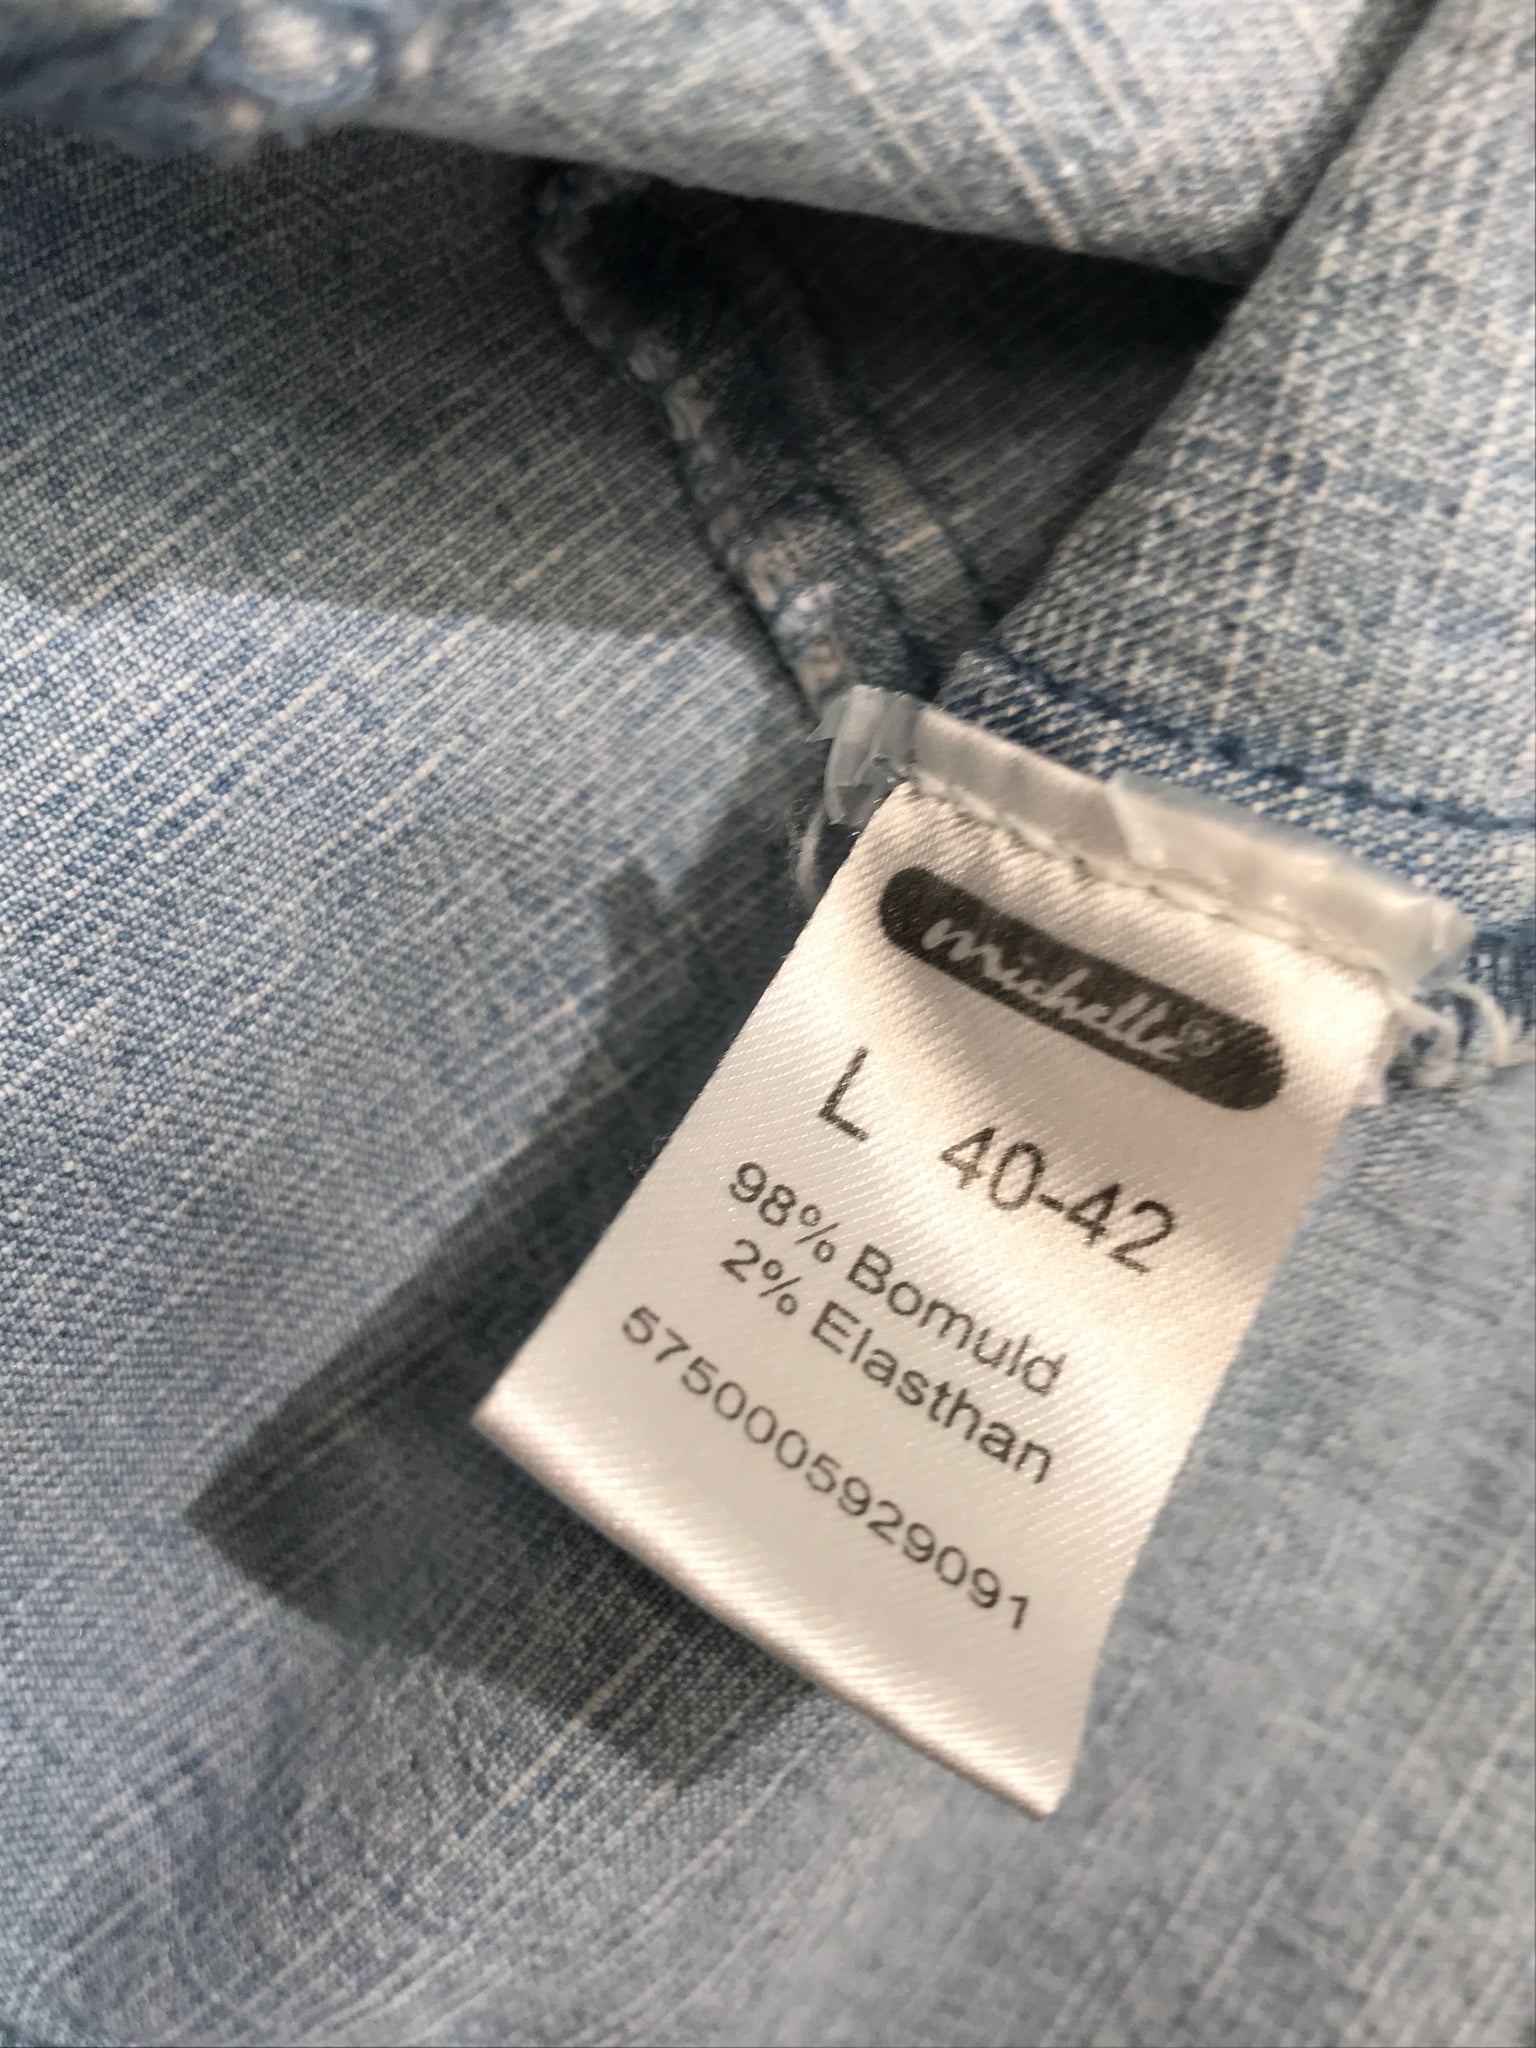 michelle®
L 40-42
98% Bomuld
2% Elasthan
5750005929091